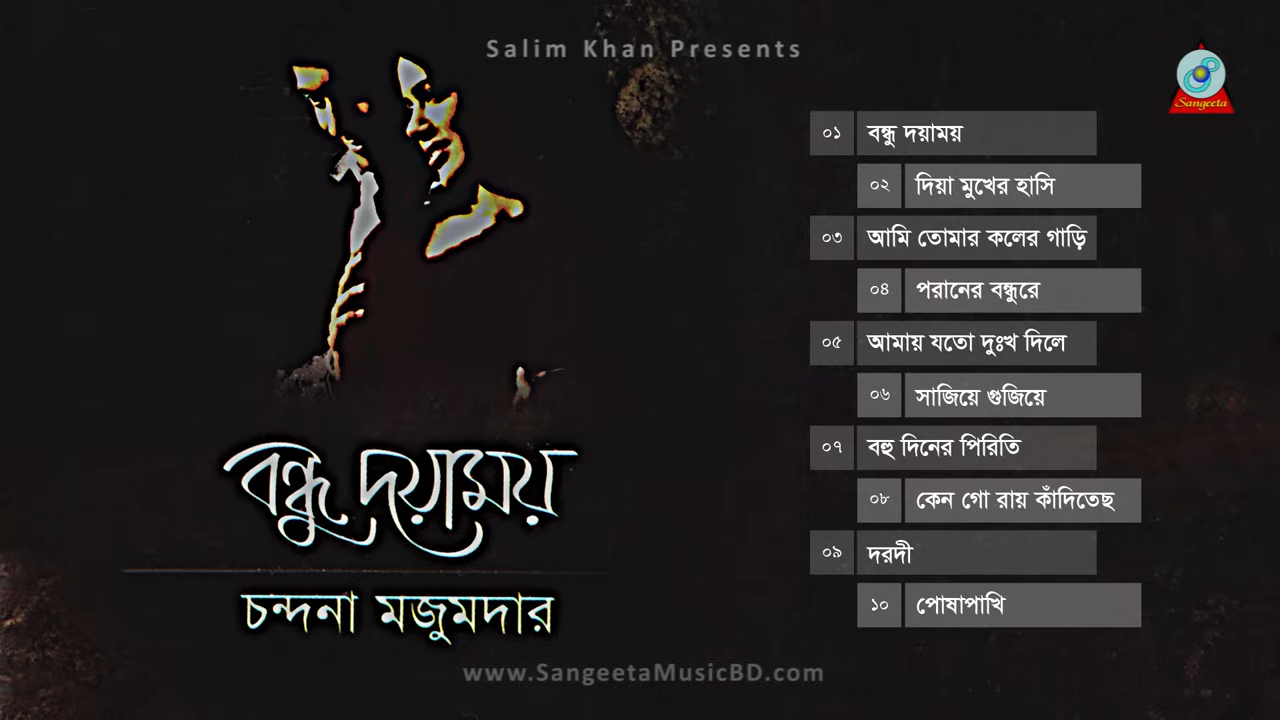 Salim Khan Presents
Sangeeta
০১ বন্ধু দয়াময়
০২ দিয়া মুখের হাসি
০৩ আমি তোমার কলের গাড়ি
০৪ পরানের বন্ধুরে
০৫ আমায় যতো দুঃখ দিলে
০৬ সাজিয়ে গুজিয়ে
০৭ বহু দিনের পিরিতি
০৮ কেন গো রায় কাঁদিতেছ
০৯ দরদী
১০ পোষাপাখি
বন্ধু দয়াময়
চন্দনা মজুমদার
www.SangeetaMusicBD.com